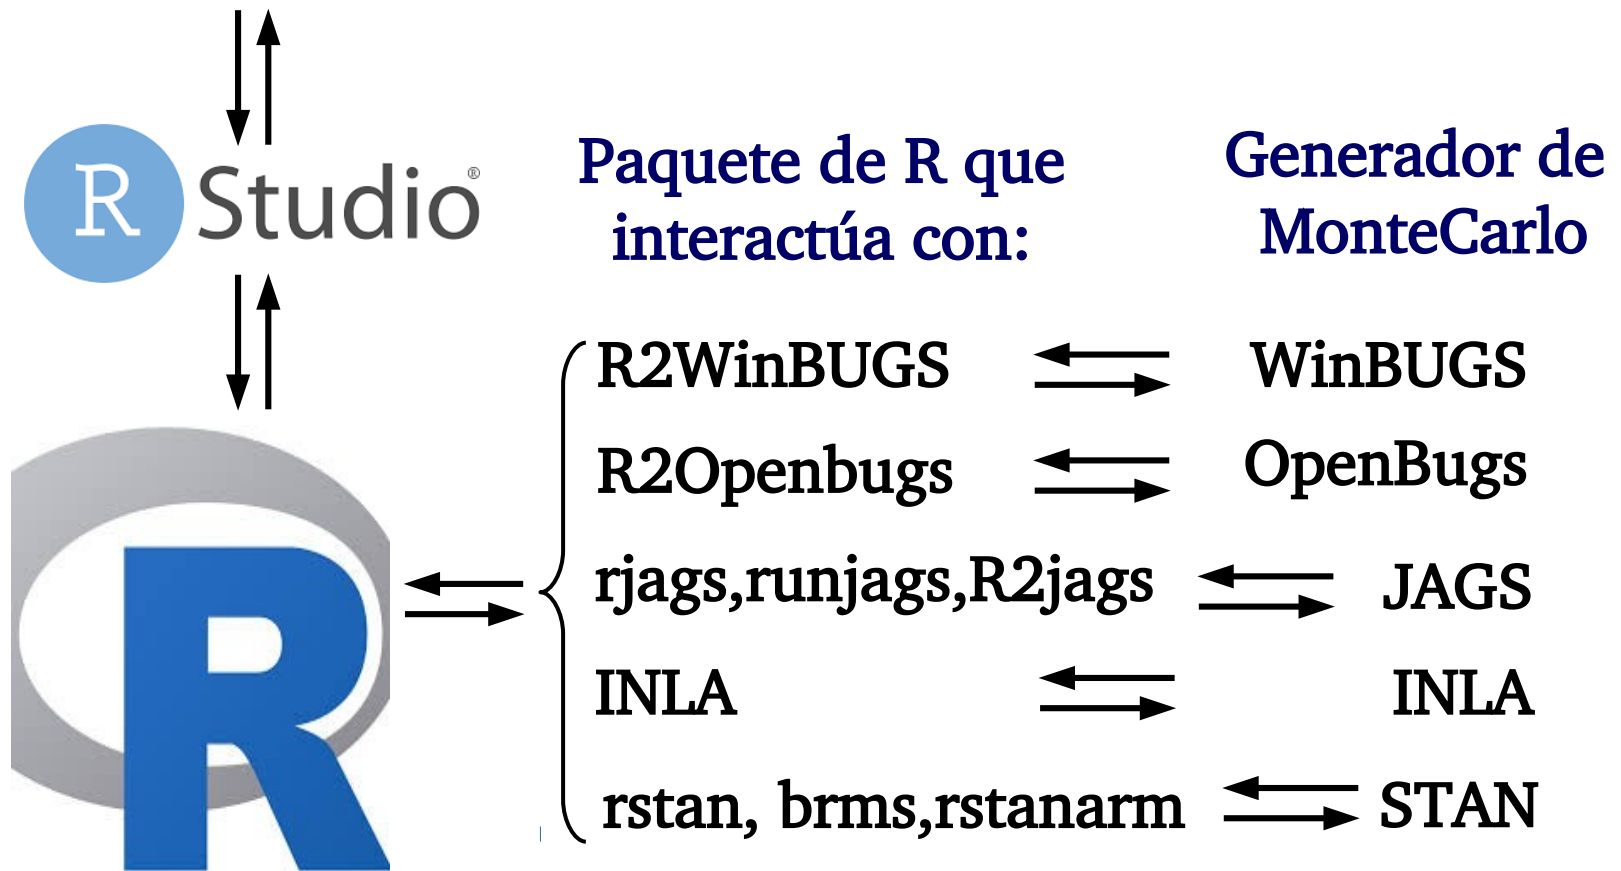 R Studio®
Paquete de R que
interactúa con:
Generador de
MonteCarlo
R2WinBUGS WinBUGS
R2Openbugs OpenBugs
rjags,runjags,R2jags JAGS
INLA INLA
rstan, brms,rstanarm STAN
R